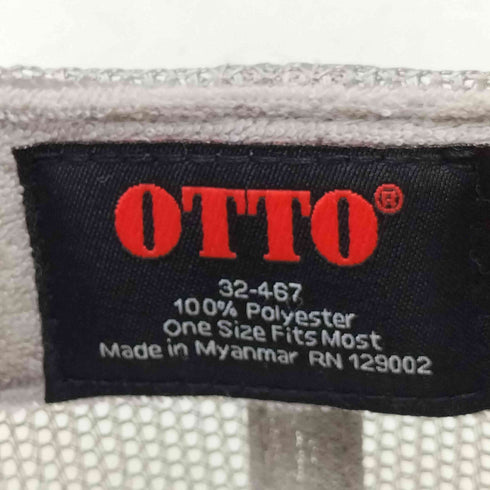 OTTO®
32-467
100% Polyester
One Size Fits Most
Made in Myanmar RN 129002